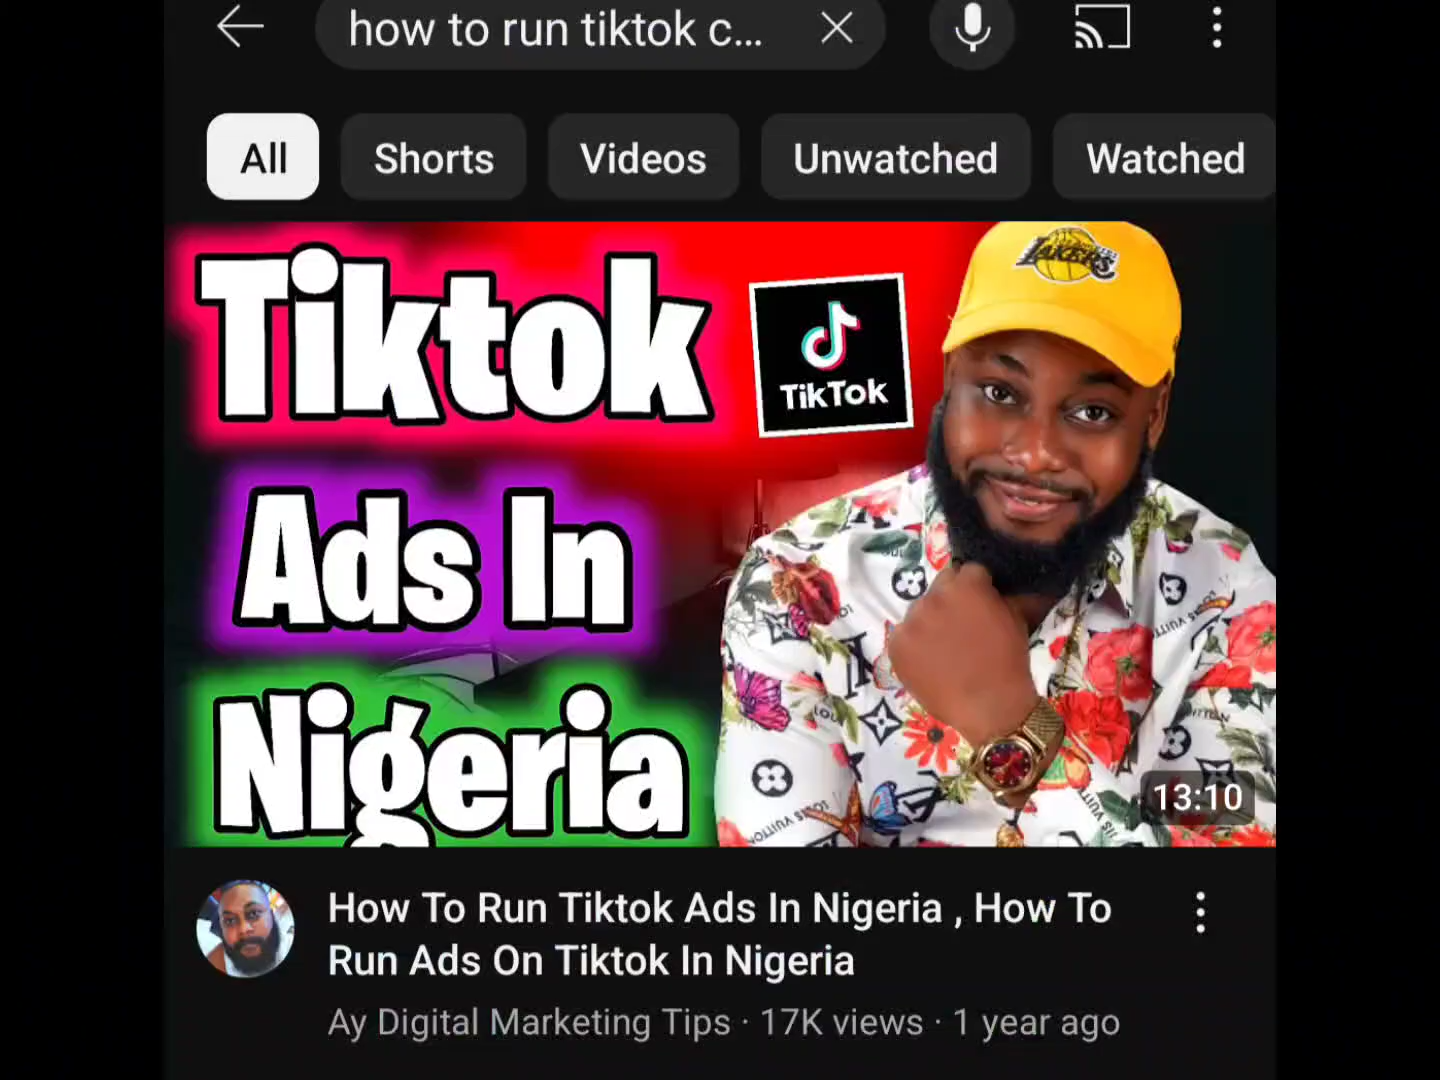 how to run tiktok c...
All
Shorts
Videos
Unwatched
Watched
Tiktok
TikTok
LAKERS
Ads In
Nigeria
13:10
How To Run Tiktok Ads In Nigeria , How To
Run Ads On Tiktok In Nigeria
Ay Digital Marketing Tips · 17K views · 1 year ago